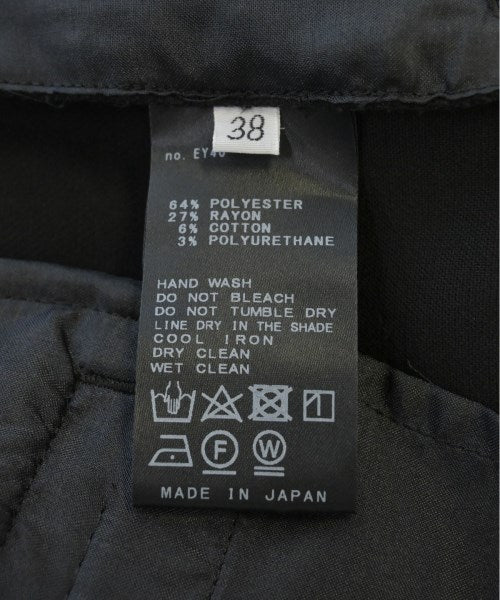 38
no. EY40
64% POLYESTER
27% RAYON
6% COTTON
3% POLYURETHANE
HAND WASH
DO NOT BLEACH
DO NOT TUMBLE DRY
LINE DRY IN THE SHADE
COOL IRON
DRY CLEAN
WET CLEAN
F W
MADE IN JAPAN